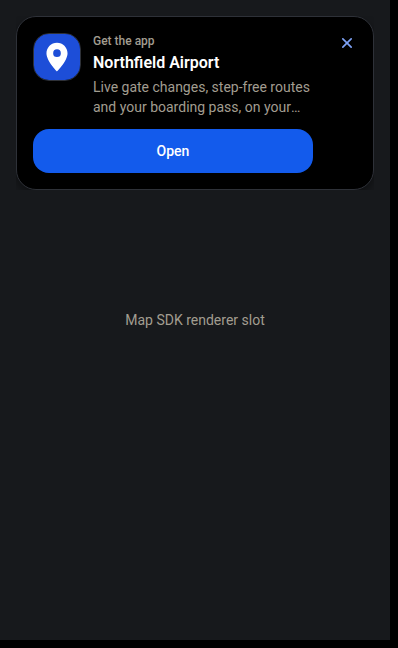 Get the app
Northfield Airport
Live gate changes, step-free routes
and your boarding pass, on your…
Open
Map SDK renderer slot